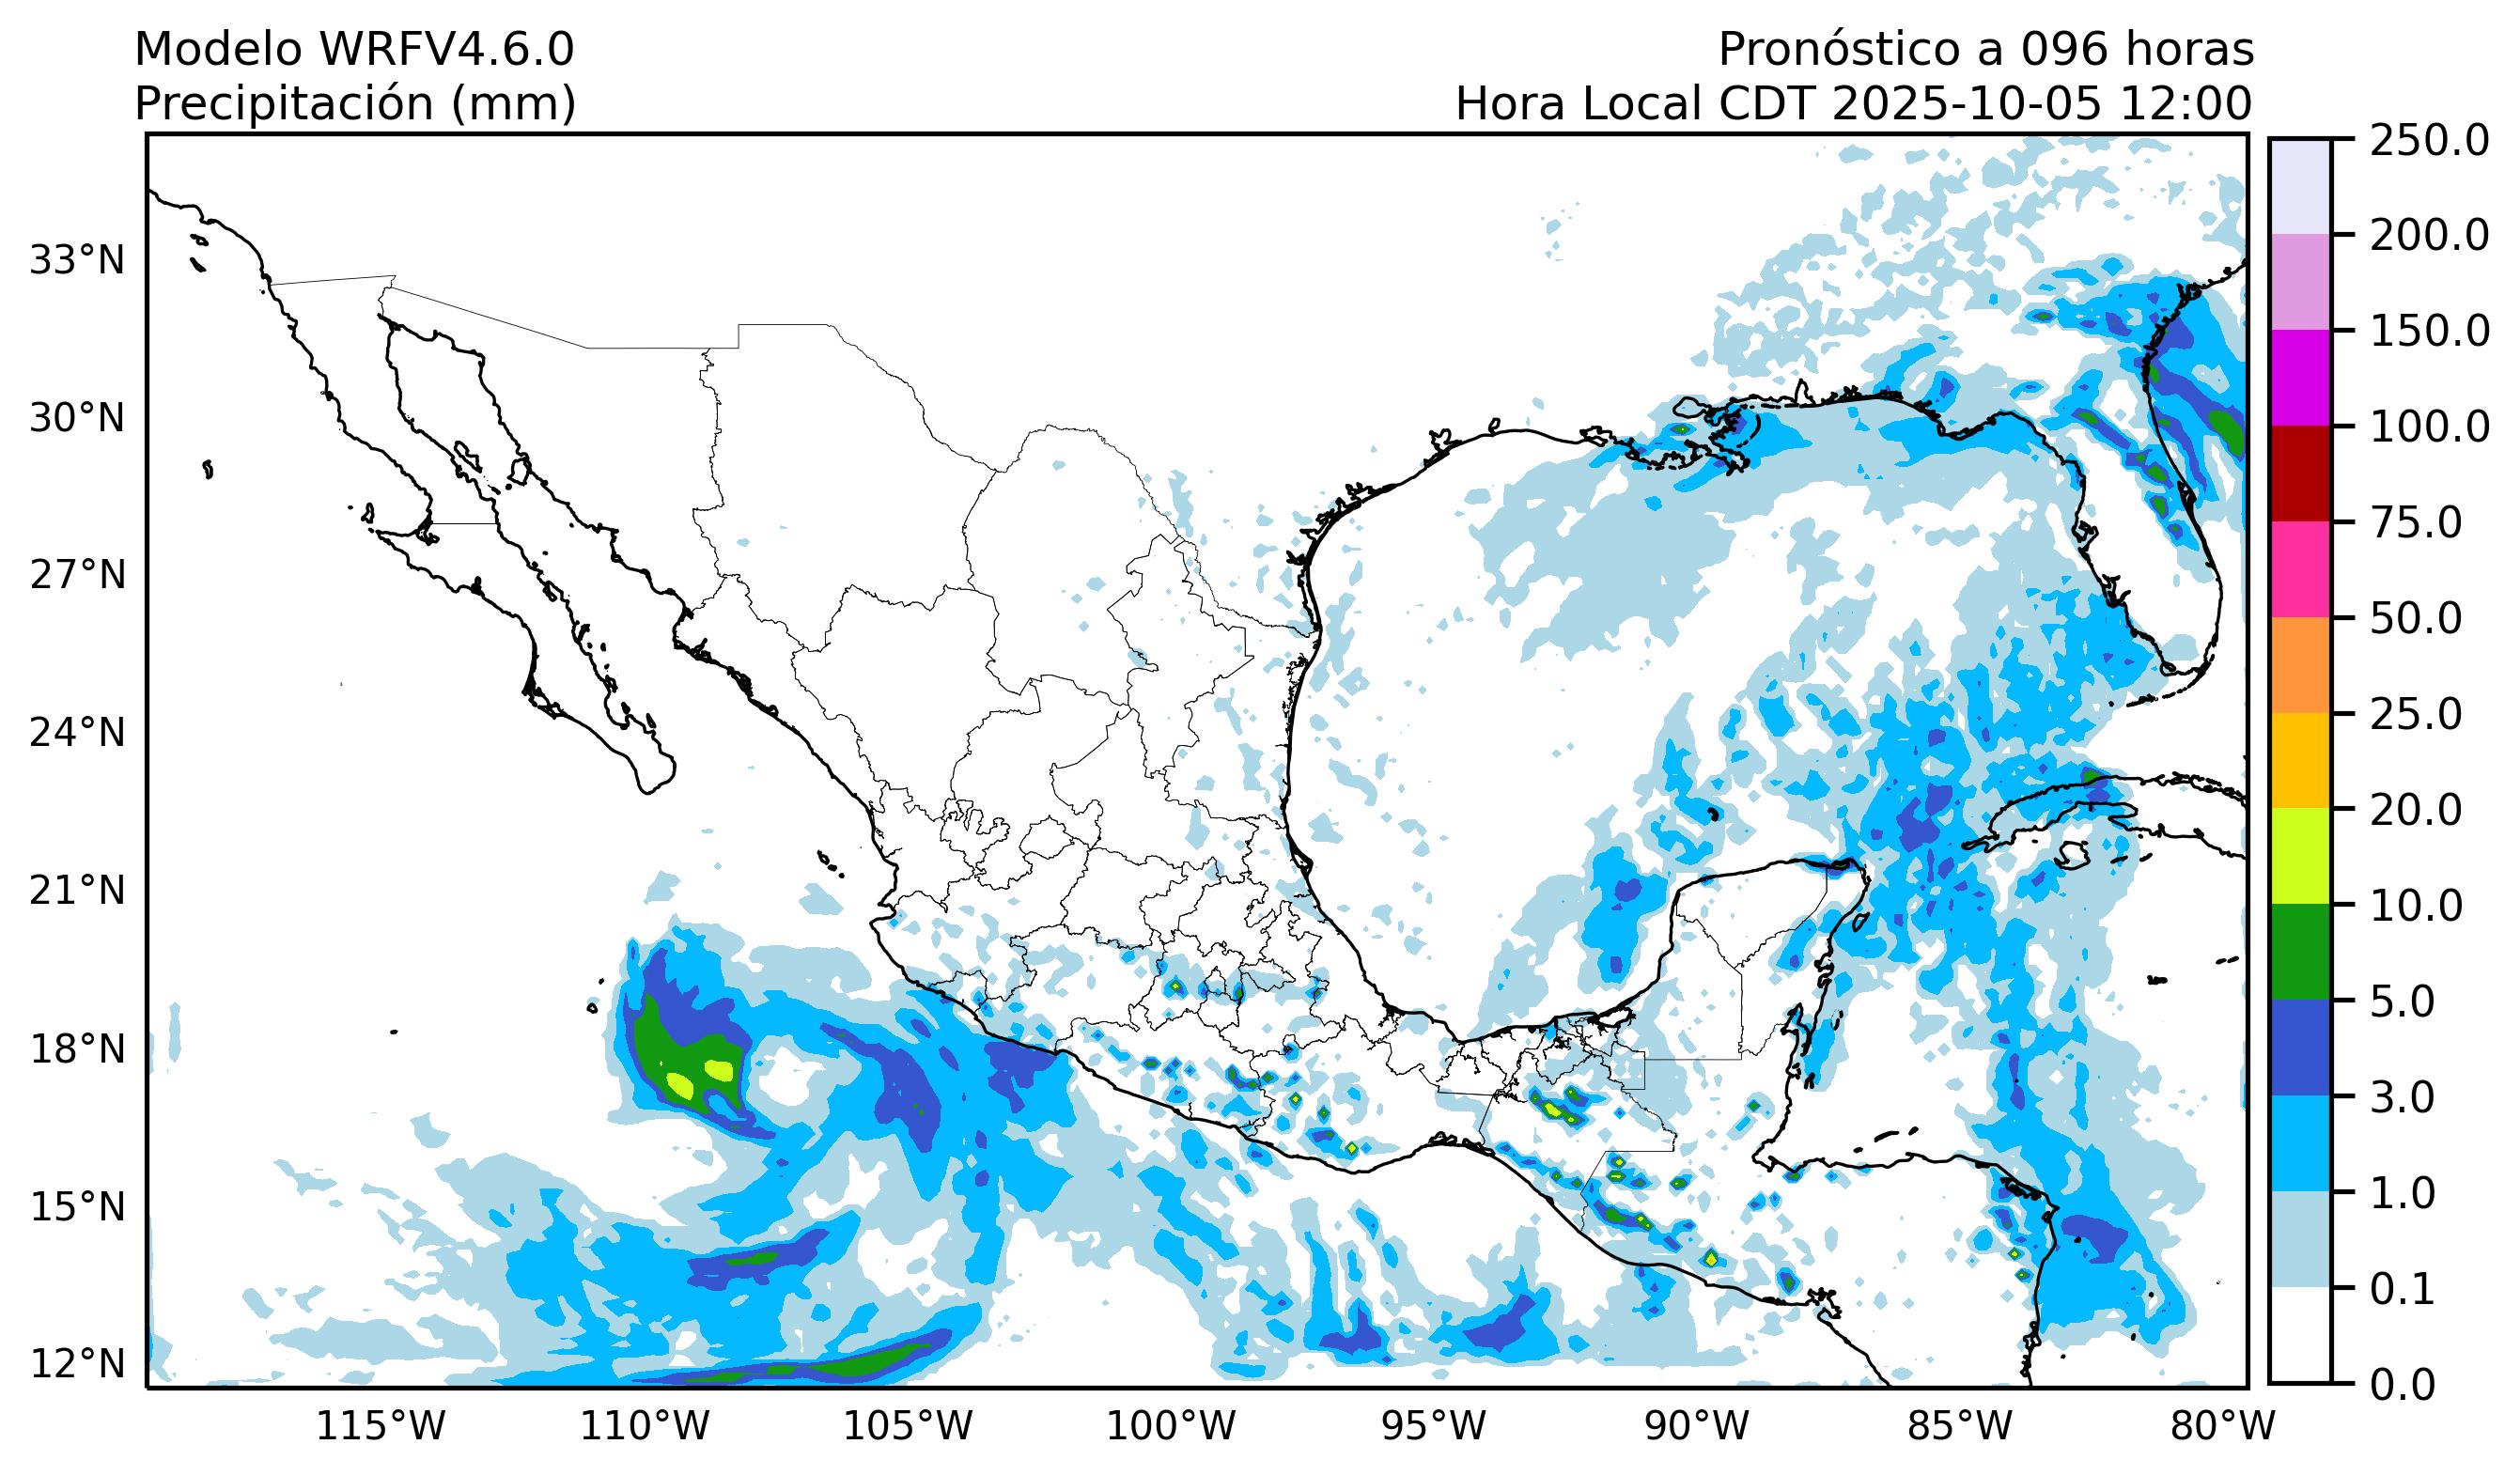 Modelo WRFV4.6.0
Precipitación (mm)
Pronóstico a 096 horas
Hora Local CDT 2025-10-05 12:00
33°N
30°N
27°N
24°N
21°N
18°N
15°N
12°N
115°W
110°W
105°W
100°W
95°W
90°W
85°W
80°W
250.0
200.0
150.0
100.0
75.0
50.0
25.0
20.0
10.0
5.0
3.0
1.0
0.1
0.0